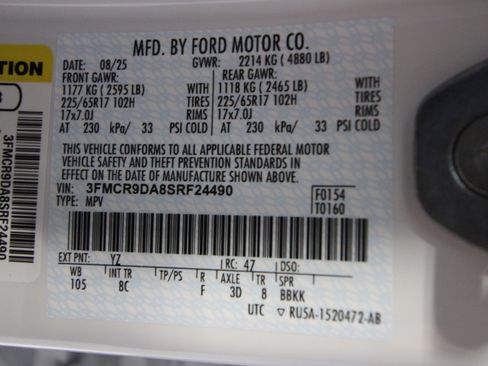 MFD. BY FORD MOTOR CO.
DATE: 08/25 GVWR: 2214 KG ( 4880 LB)
FRONT GAWR: REAR GAWR:
1177 KG ( 2595 LB) WITH 1118 KG ( 2465 LB) WITH
225/65R17 102H TIRES 225/65R17 102H TIRES
17x7.0J RIMS 17x7.0J RIMS
AT 230 kPa/ 33 PSI COLD AT 230 kPa/ 33 PSI COLD
THIS VEHICLE CONFORMS TO ALL APPLICABLE FEDERAL MOTOR
VEHICLE SAFETY AND THEFT PREVENTION STANDARDS IN
EFFECT ON THE DATE OF MANUFACTURE SHOWN ABOVE.
VIN: 3FMCR9DA8SRF24490 F0154
TYPE: MPV T0160
EXT PNT: YZ RC: 47 DSO:
WB INT TR TP/PS R AXLE TR SPR
105 8C F 3D 8 BBKK
UTC ▽ RU5A-1520472-AB
3FMCR9DA8SRF24490